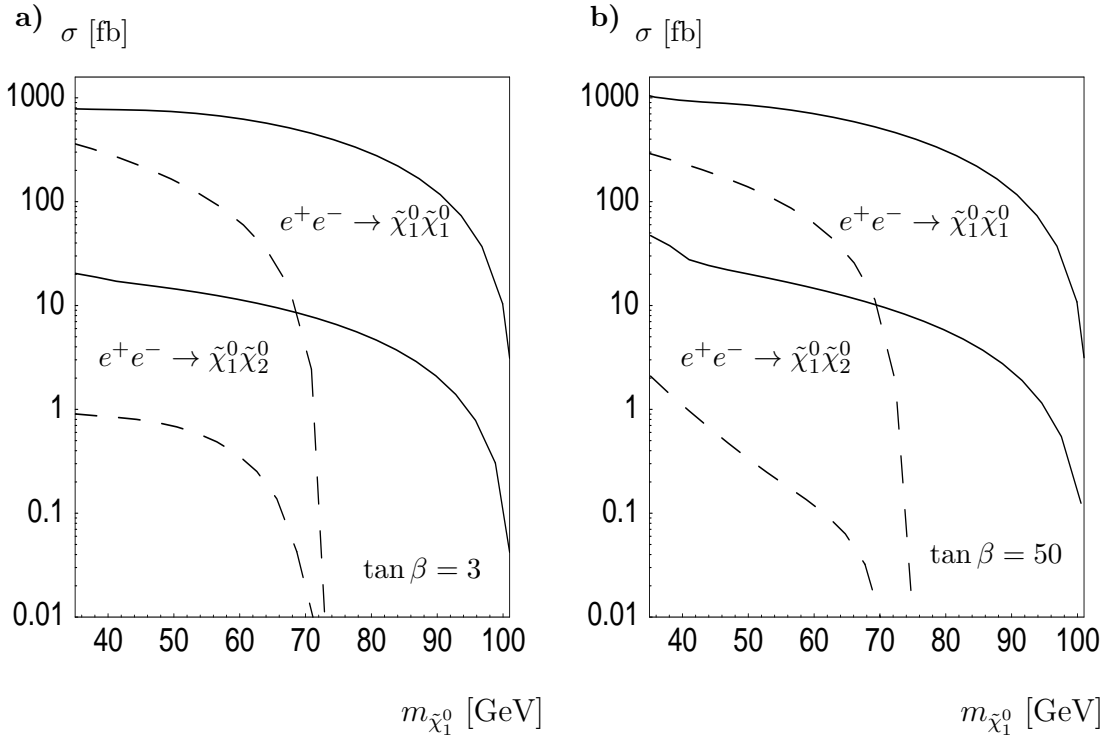 a)
σ [fb]
1000
100
10
1
0.1
0.01
e⁺e⁻ → χ̃⁰₁χ̃⁰₁
e⁺e⁻ → χ̃⁰₁χ̃⁰₂
tan β = 3
40 50 60 70 80 90 100
m_χ̃⁰₁ [GeV]
b)
σ [fb]
1000
100
10
1
0.1
0.01
e⁺e⁻ → χ̃⁰₁χ̃⁰₁
e⁺e⁻ → χ̃⁰₁χ̃⁰₂
tan β = 50
40 50 60 70 80 90 100
m_χ̃⁰₁ [GeV]